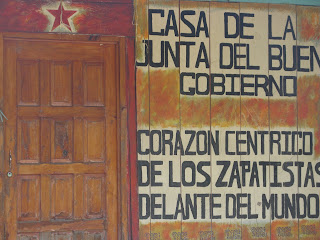 CASA DE LA
JUNTA DEL BUEN
GOBIERNO
CORAZON CENTRICO
DE LOS ZAPATISTAS
DELANTE DEL MUNDO